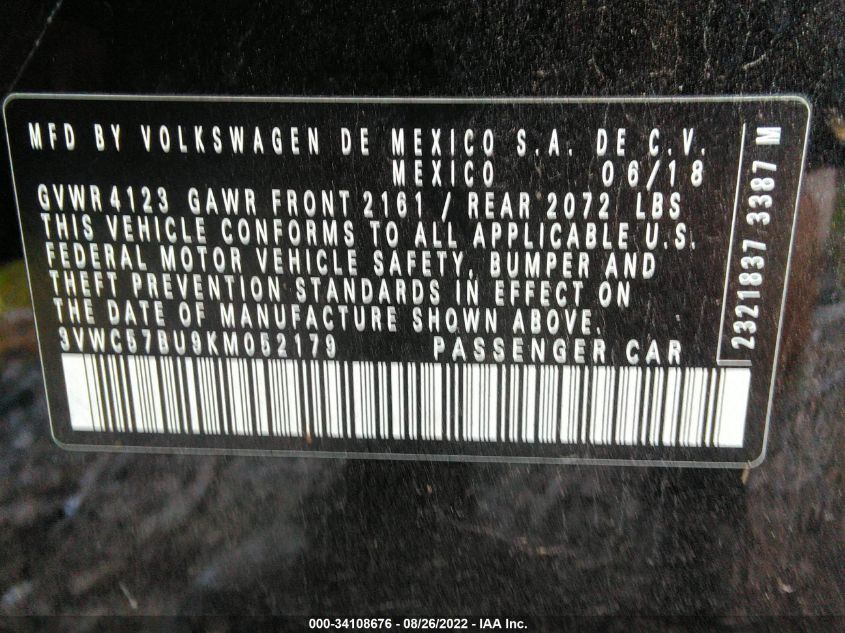 MFD BY VOLKSWAGEN DE MEXICO S.A. DE C.V.
MEXICO 06/18
GVWR 4123 GAWR FRONT 2161 / REAR 2072 LBS
THIS VEHICLE CONFORMS TO ALL APPLICABLE U.S.
FEDERAL MOTOR VEHICLE SAFETY, BUMPER AND
THEFT PREVENTION STANDARDS IN EFFECT ON
THE DATE OF MANUFACTURE SHOWN ABOVE.
3VWC57BU9KM052179 PASSENGER CAR
2321837 3387 M
000-34108676 - 08/26/2022 - IAA Inc.